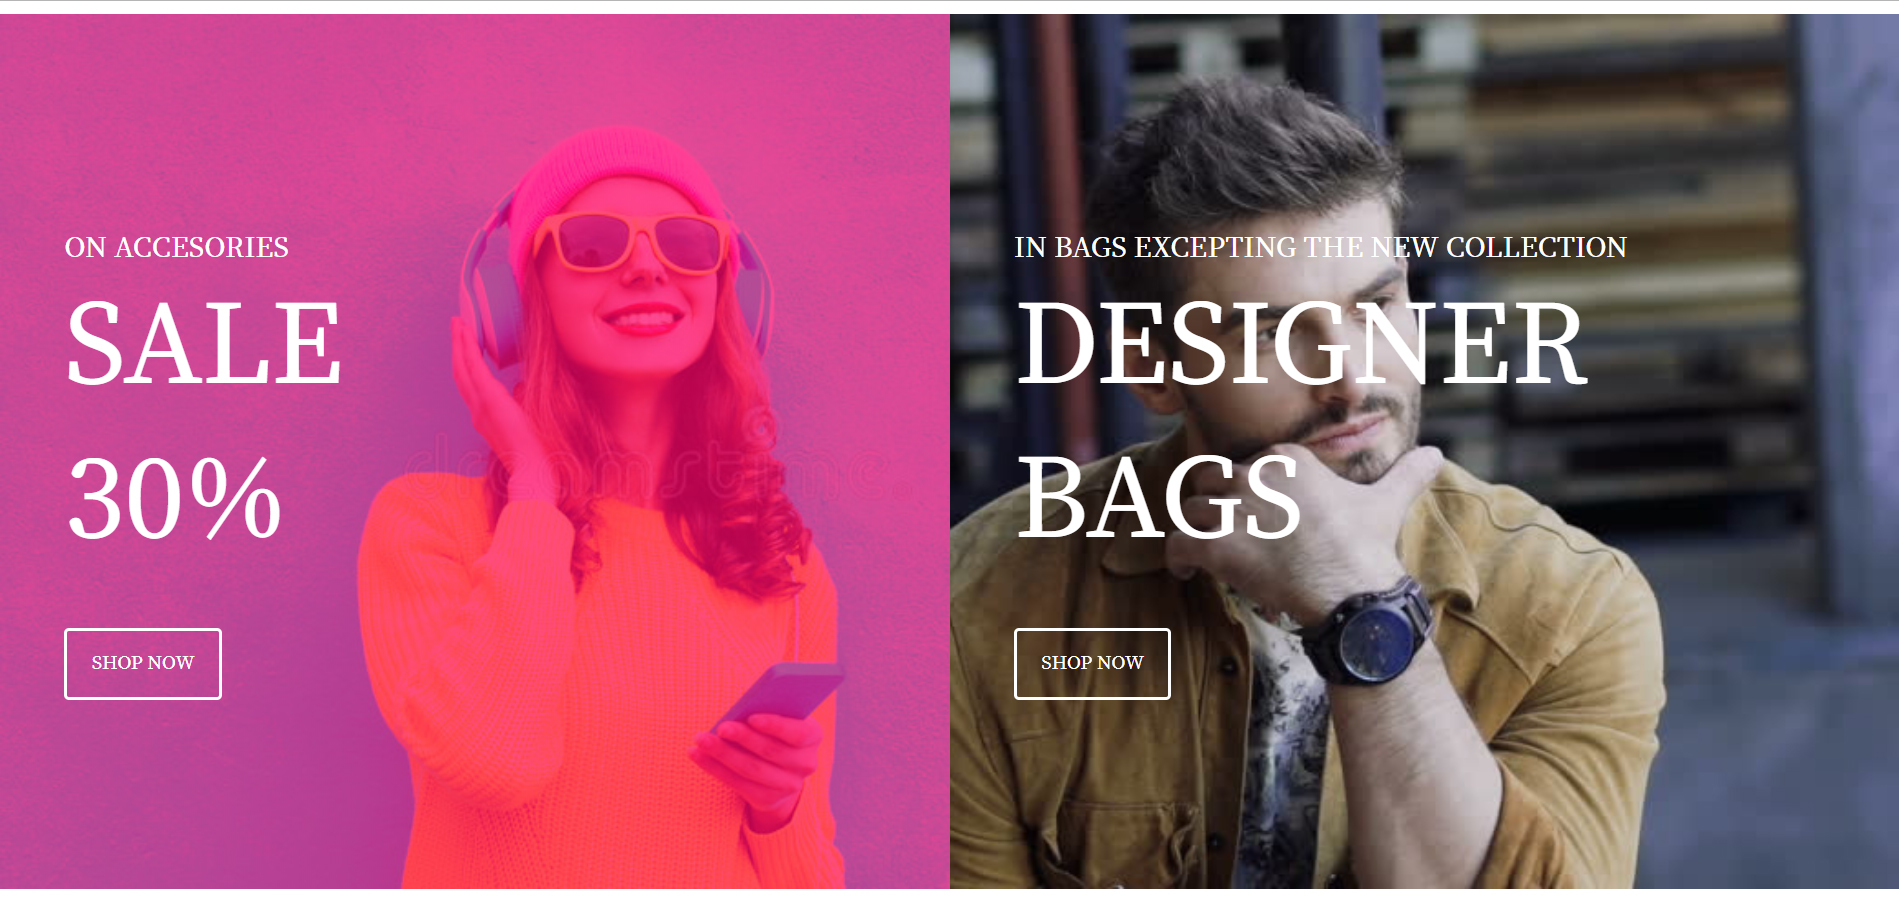 ON ACCESORIES
SALE
30%
SHOP NOW
dreamstime
IN BAGS EXCEPTING THE NEW COLLECTION
DESIGNER
BAGS
SHOP NOW